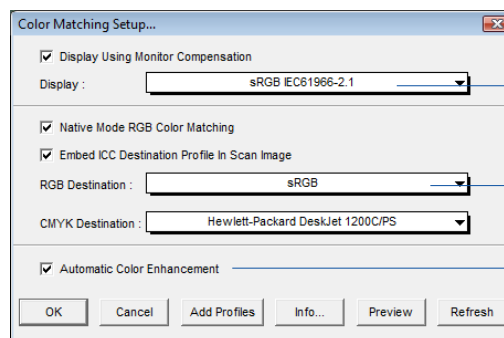 Color Matching Setup...
Display Using Monitor Compensation
Display : sRGB IEC61966-2.1
Native Mode RGB Color Matching
Embed ICC Destination Profile In Scan Image
RGB Destination : sRGB
CMYK Destination : Hewlett-Packard DeskJet 1200C/PS
Automatic Color Enhancement
OK Cancel Add Profiles Info... Preview Refresh